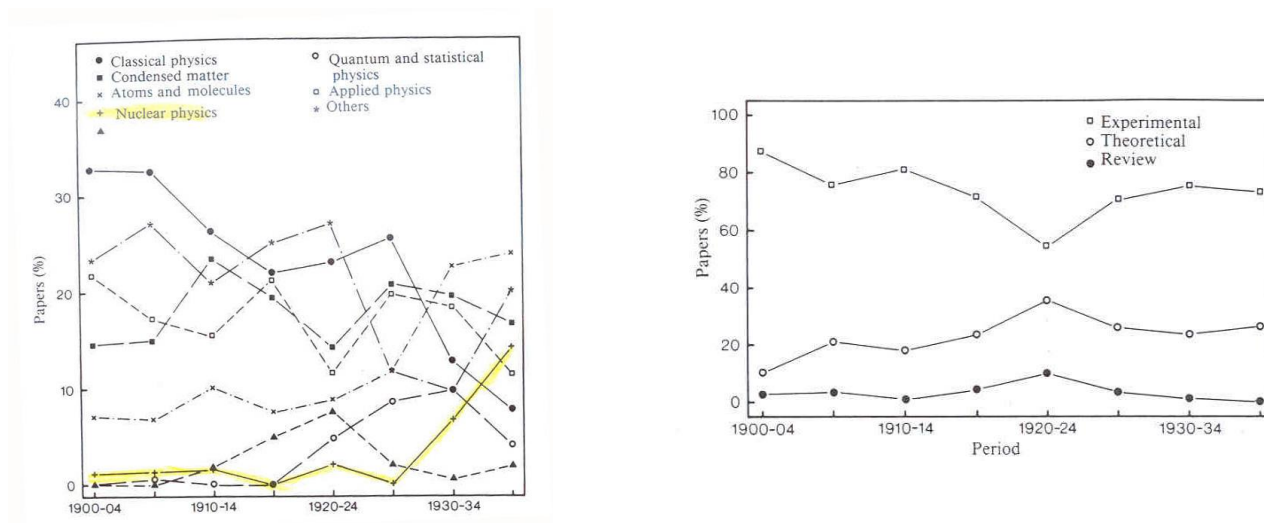 Classical physics
Condensed matter
Atoms and molecules
Nuclear physics
Quantum and statistical
physics
Applied physics
Others
40
30
20
10
0
Papers (%)
1900-04
1910-14
1920-24
1930-34
Experimental
Theoretical
Review
100
80
60
40
20
0
Papers (%)
1900-04
1910-14
1920-24
1930-34
Period